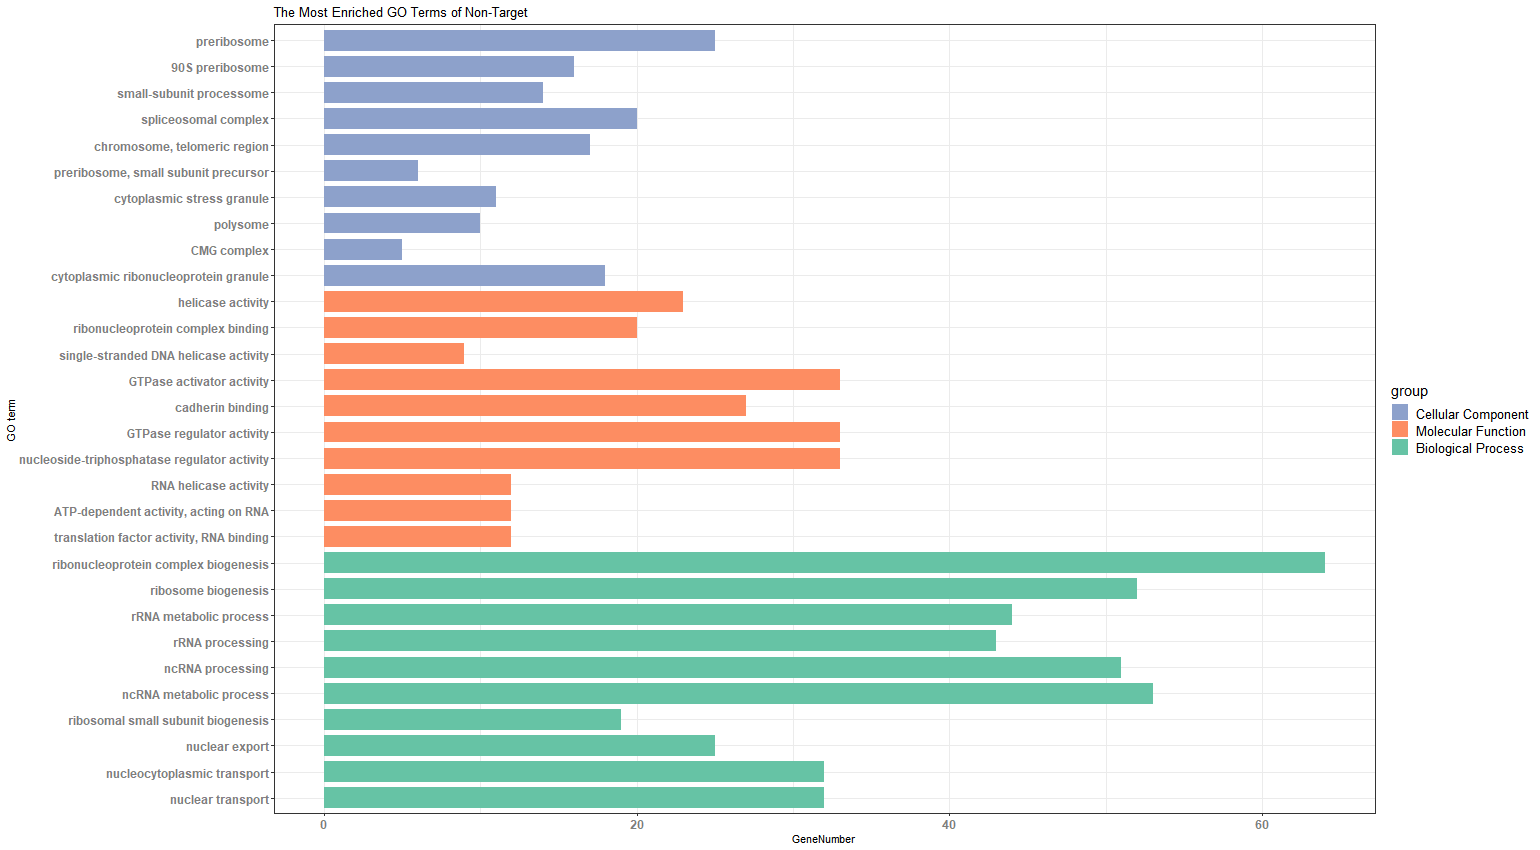 The Most Enriched GO Terms of Non-Target
preribosome
90S preribosome
small-subunit processome
spliceosomal complex
chromosome, telomeric region
preribosome, small subunit precursor
cytoplasmic stress granule
polysome
CMG complex
cytoplasmic ribonucleoprotein granule
helicase activity
ribonucleoprotein complex binding
single-stranded DNA helicase activity
GTPase activator activity
cadherin binding
GTPase regulator activity
nucleoside-triphosphatase regulator activity
RNA helicase activity
ATP-dependent activity, acting on RNA
translation factor activity, RNA binding
ribonucleoprotein complex biogenesis
ribosome biogenesis
rRNA metabolic process
rRNA processing
ncRNA processing
ncRNA metabolic process
ribosomal small subunit biogenesis
nuclear export
nucleocytoplasmic transport
nuclear transport
GO term
0 20 40 60
GeneNumber
group
Cellular Component
Molecular Function
Biological Process